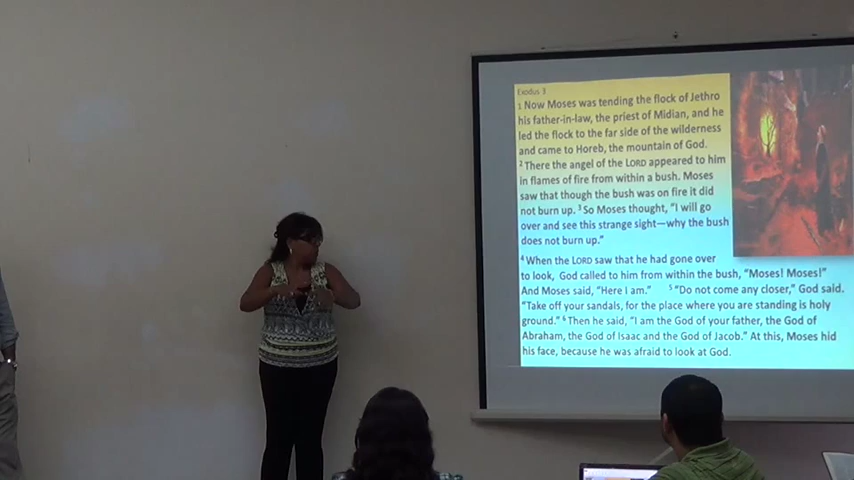 Exodus 3
1 Now Moses was tending the flock of Jethro
his father-in-law, the priest of Midian, and he
led the flock to the far side of the wilderness
and came to Horeb, the mountain of God.
2 There the angel of the LORD appeared to him
in flames of fire from within a bush. Moses
saw that though the bush was on fire it did
not burn up. 3 So Moses thought, “I will go
over and see this strange sight—why the bush
does not burn up.”
4 When the LORD saw that he had gone over
to look, God called to him from within the bush, “Moses! Moses!”
And Moses said, “Here I am.” 5 “Do not come any closer,” God said.
“Take off your sandals, for the place where you are standing is holy
ground.” 6 Then he said, “I am the God of your father, the God of
Abraham, the God of Isaac and the God of Jacob.” At this, Moses hid
his face, because he was afraid to look at God.